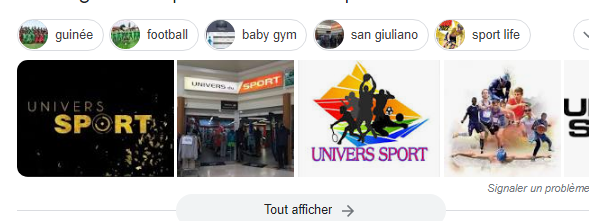 guinée
football
baby gym
san giuliano
sport life
UNIVERS
SPORT
UNIVERS du SPORT
UNIVERS SPORT
U
S
Signaler un problème
Tout afficher